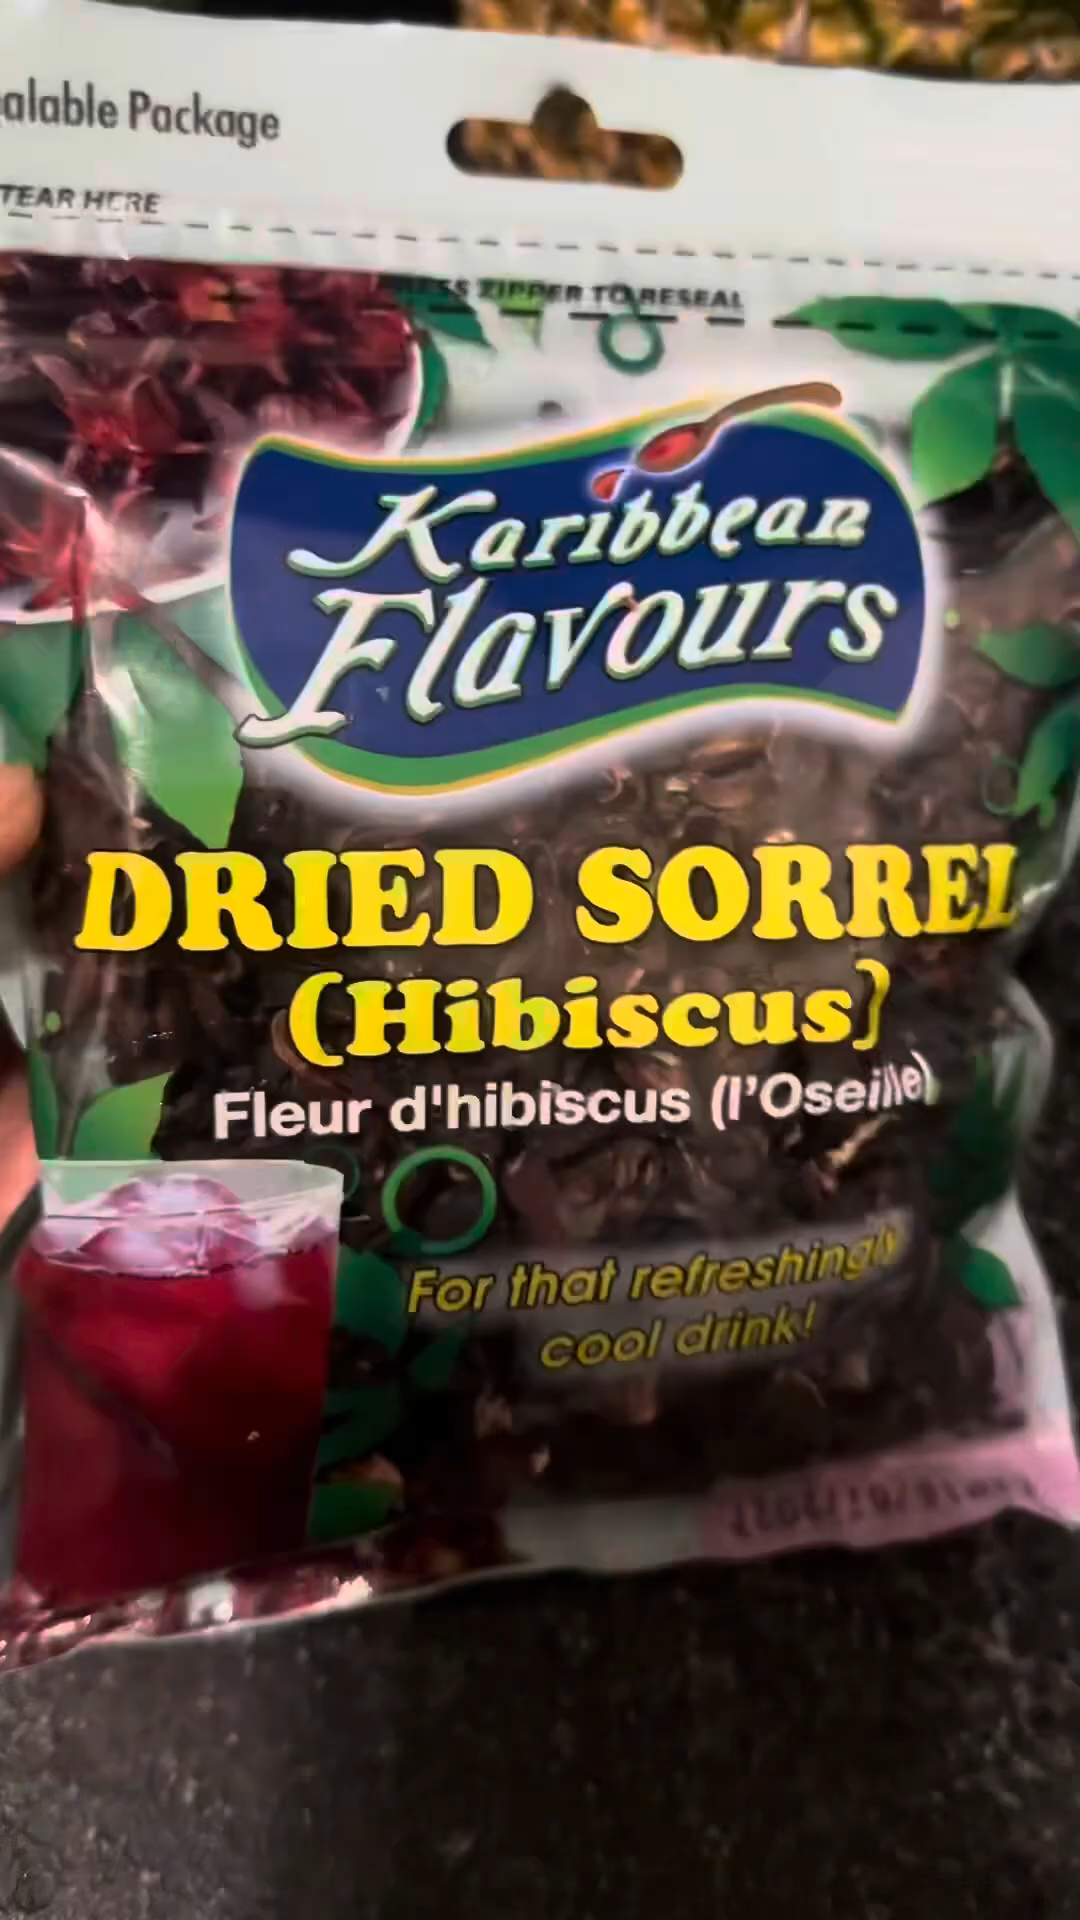 alable Package
TEAR HERE
PRESS ZIPPER TO RESEAL
Karibbean
Flavours
DRIED SORREL
(Hibiscus)
Fleur d'hibiscus (l'Oseille)
For that refreshingly
cool drink!